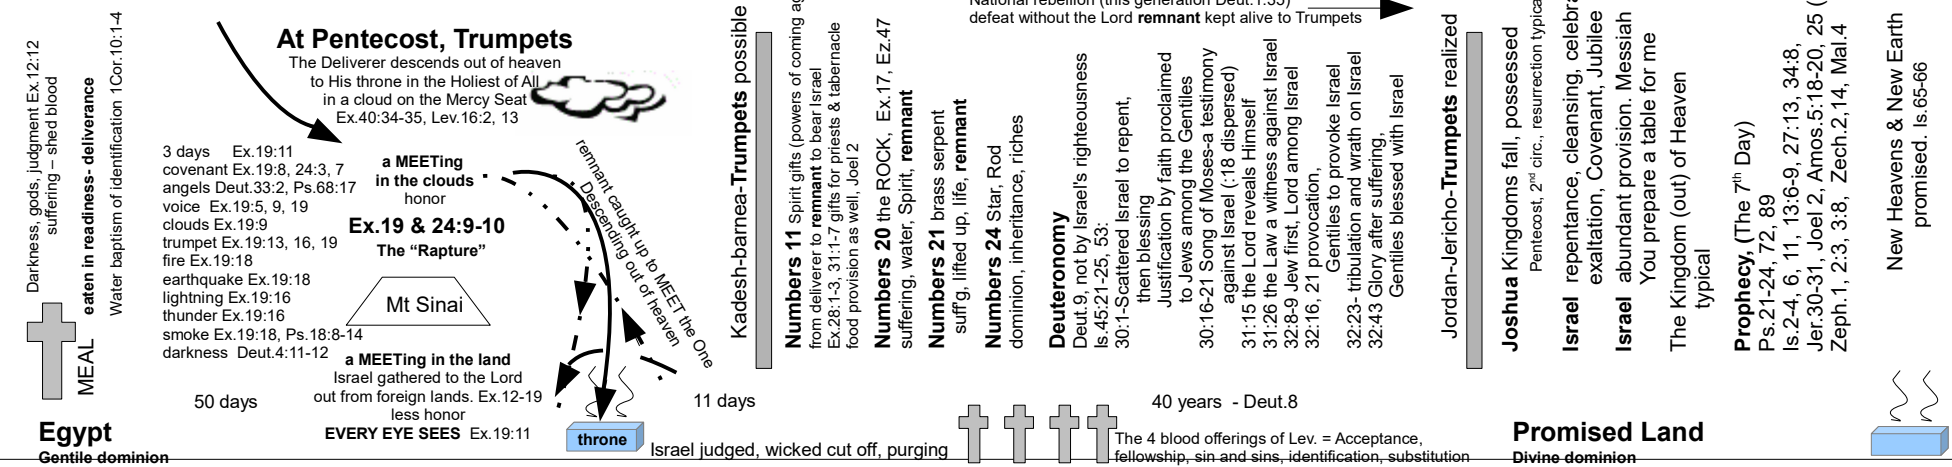 Darkness, gods, judgment Ex.12:12
suffering – shed blood
MEAL
eaten in readiness- deliverance
Water baptism of identification 1Cor.10:1-4
Egypt
Gentile dominion
At Pentecost, Trumpets
The Deliverer descends out of heaven
to His throne in the Holiest of All
in a cloud on the Mercy Seat
Ex.40:34-35, Lev.16:2, 13
3 days Ex.19:11
covenant Ex.19:8, 24:3, 7
angels Deut.33:2, Ps.68:17
voice Ex.19:5, 9, 19
clouds Ex.19:9
trumpet Ex.19:13, 16, 19
fire Ex.19:18
earthquake Ex.19:18
lightning Ex.19:16
thunder Ex.19:16
smoke Ex.19:18, Ps.18:8-14
darkness Deut.4:11-12
50 days
a MEETing
in the clouds
honor
Ex.19 & 24:9-10
The “Rapture”
Mt Sinai
a MEETing in the land
Israel gathered to the Lord
out from foreign lands. Ex.12-19
less honor
EVERY EYE SEES Ex.19:11
remnant caught up to MEET the One
Descending out of heaven
throne
11 days
Israel judged, wicked cut off, purging
Kadesh-barnea-Trumpets possible
Numbers 11 Spirit gifts (powers of coming
from deliverer to remnant to bear Israel
Ex.28:1-3, 31:1-7 gifts for priests & tabernacle
food provision as well, Joel 2
Numbers 20 the ROCK, Ex.17, Ez.47
suffering, water, Spirit, remnant
Numbers 21 brass serpent
suff'g, lifted up, life, remnant
Numbers 24 Star, Rod
dominion, inheritance, riches
National rebellion (this generation Deut.1:35)
defeat without the Lord remnant kept alive to Trumpets
Deuteronomy
Deut.9, not by Israel's righteousness
Is.45:21-25, 53:
30:1-Scattered Israel to repent,
then blessing
Justification by faith proclaimed
to Jews among the Gentiles
30:16-21 Song of Moses-a testimony
against Israel (:18 dispersed)
31:15 the Lord reveals Himself
31:26 the Law a witness against Israel
32:8-9 Jew first, Lord among Israel
32:16, 21 provocation,
Gentiles to provoke Israel
32:23- tribulation and wrath on Israel
32:43 Glory after suffering,
Gentiles blessed with Israel
40 years - Deut.8
The 4 blood offerings of Lev. = Acceptance,
fellowship, sin and sins, identification, substitution
Jordan-Jericho-Trumpets realized
Joshua Kingdoms fall, possessed
Pentecost, 2nd circ., resurrection
Israel repentance, cleansing,
exaltation, Covenant, Jubilee
Israel abundant provision. Messiah
You prepare a table for me
The Kingdom (out) of Heaven
typical
Prophecy, (The 7th Day)
Ps.21-24, 72, 89
Is.2-4, 6, 11, 13:6-9, 27:13, 34:8,
Jer.30-31, Joel 2, Amos.5:18-20, 25
Zeph.1, 2:3, 3:8, Zech.2,14, Mal.4
New Heavens & New Earth
promised. Is.65-66
Promised Land
Divine dominion